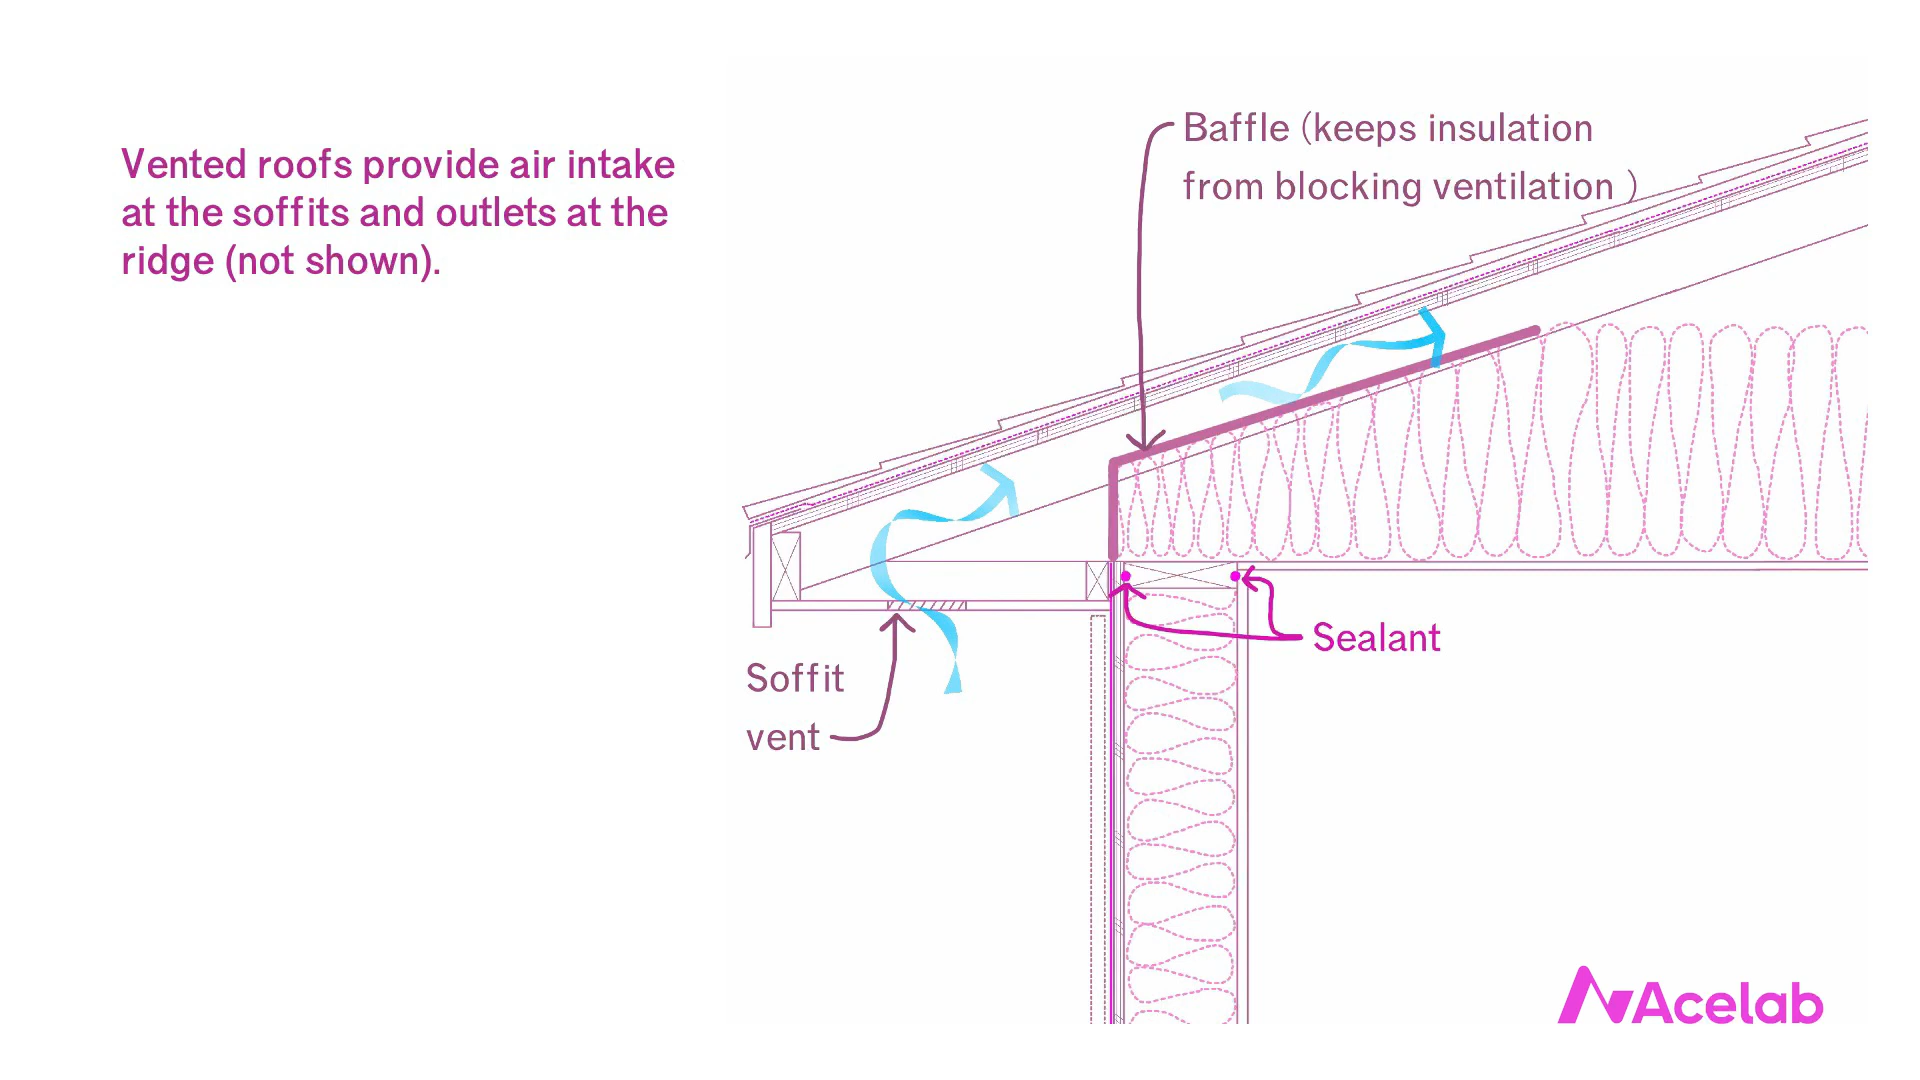 Vented roofs provide air intake
at the soffits and outlets at the
ridge (not shown).
Baffle (keeps insulation
from blocking ventilation )
Sealant
Soffit
vent
Acelab